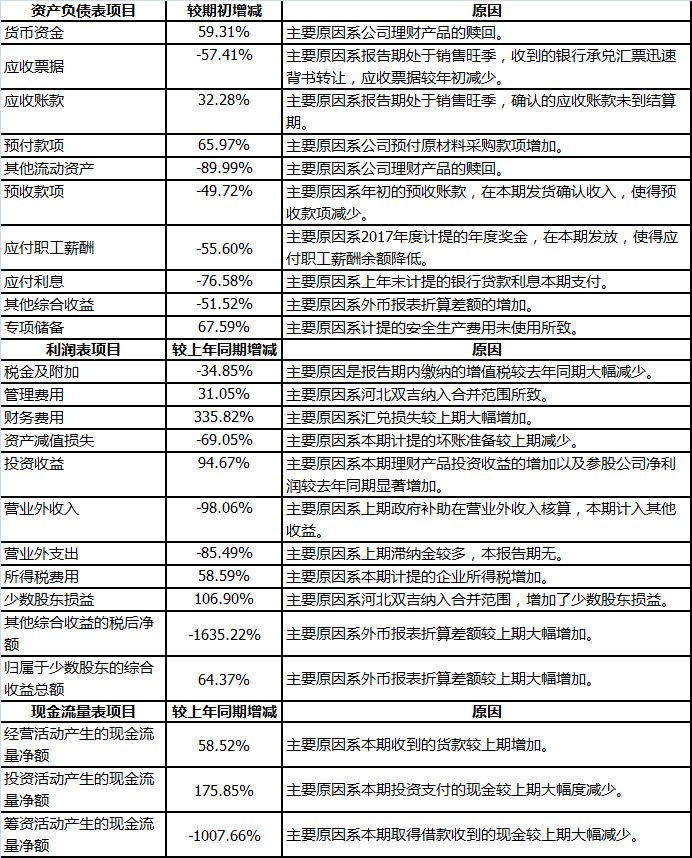 资产负债表项目 较期初增减 原因
货币资金 59.31% 主要原因系公司理财产品的赎回。
应收票据 -57.41% 主要原因系报告期处于销售旺季，收到的银行承兑汇票迅速
背书转让，应收票据较年初减少。
应收账款 32.28% 主要原因系报告期处于销售旺季，确认的应收账款未到结算
期。
预付款项 65.97% 主要原因系公司预付原材料采购款项增加。
其他流动资产 -89.99% 主要原因系公司理财产品的赎回。
预收款项 -49.72% 主要原因系年初的预收账款，在本期发货确认收入，使得预
收款项减少。
应付职工薪酬 -55.60% 主要原因系2017年度计提的年度奖金，在本期发放，使得应
付职工薪酬余额降低。
应付利息 -76.58% 主要原因系上年末计提的银行贷款利息本期支付。
其他综合收益 -51.52% 主要原因系外币报表折算差额的增加。
专项储备 67.59% 主要原因系计提的安全生产费用未使用所致。
利润表项目 较上年同期增减 原因
税金及附加 -34.85% 主要原因是报告期内缴纳的增值税较去年同期大幅减少。
管理费用 31.05% 主要原因系河北双吉纳入合并范围所致。
财务费用 335.82% 主要原因系汇兑损失较上期大幅增加。
资产减值损失 -69.05% 主要原因系本期计提的坏账准备较上期减少。
投资收益 94.67% 主要原因系本期理财产品投资收益的增加以及参股公司净利
润较去年同期显著增加。
营业外收入 -98.06% 主要原因系上期政府补助在营业外收入核算，本期计入其他
收益。
营业外支出 -85.49% 主要原因系上期滞纳金较多，本报告期无。
所得税费用 58.59% 主要原因系本期计提的企业所得税增加。
少数股东损益 106.90% 主要原因系河北双吉纳入合并范围，增加了少数股东损益。
其他综合收益的税后净
额 -1635.22% 主要原因系外币报表折算差额较上期大幅增加。
归属于少数股东的综合
收益总额 64.37% 主要原因系外币报表折算差额较上期大幅增加。
现金流量表项目 较上年同期增减 原因
经营活动产生的现金流
量净额 58.52% 主要原因系本期收到的货款较上期增加。
投资活动产生的现金流
量净额 175.85% 主要原因系本期投资支付的现金较上期大幅度减少。
筹资活动产生的现金流
量净额 -1007.66% 主要原因系本期取得借款收到的现金较上期大幅减少。